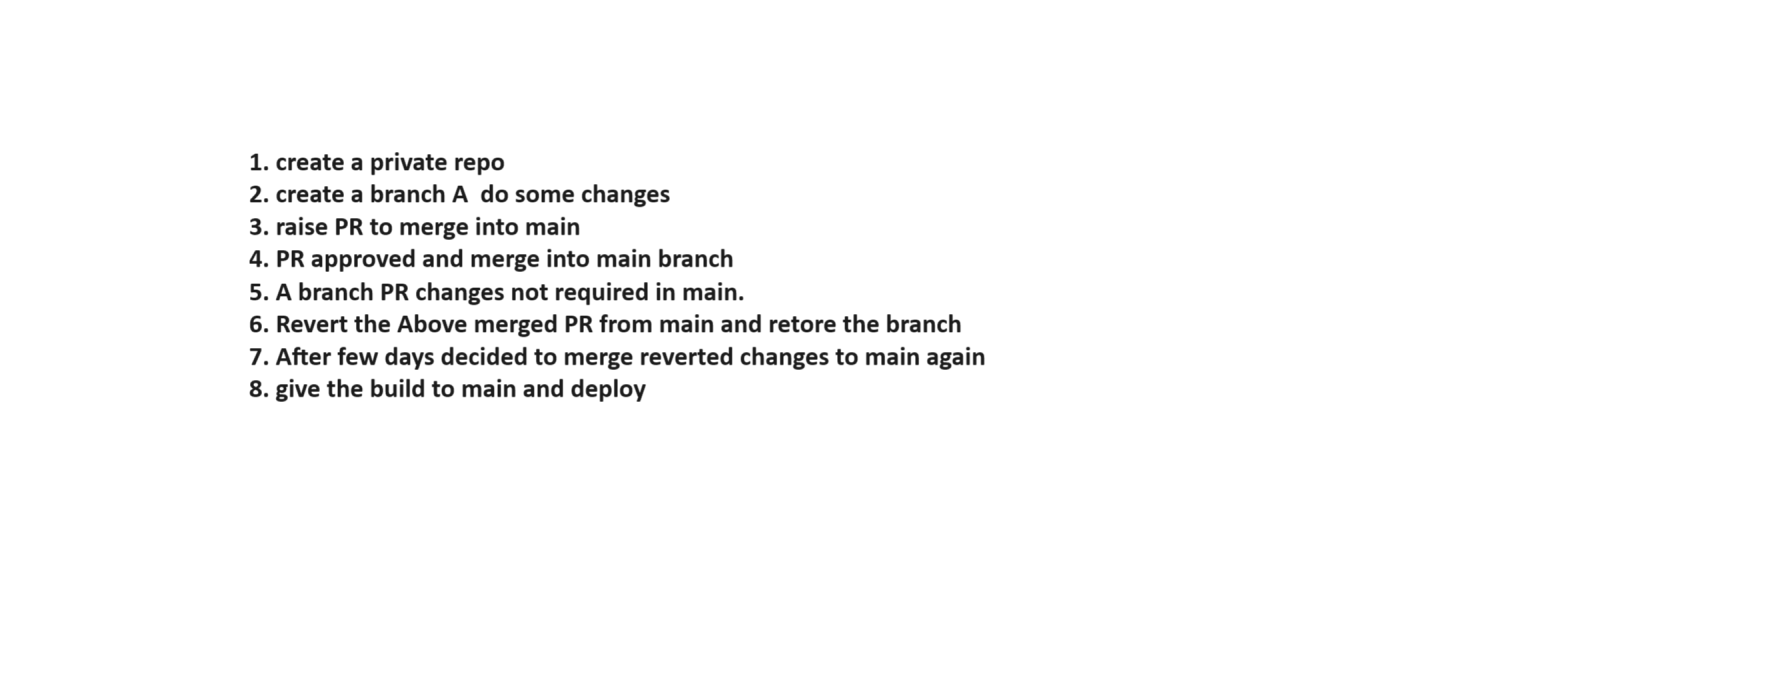 1. create a private repo
2. create a branch A  do some changes
3. raise PR to merge into main
4. PR approved and merge into main branch
5. A branch PR changes not required in main.
6. Revert the Above merged PR from main and retore the branch
7. After few days decided to merge reverted changes to main again
8. give the build to main and deploy